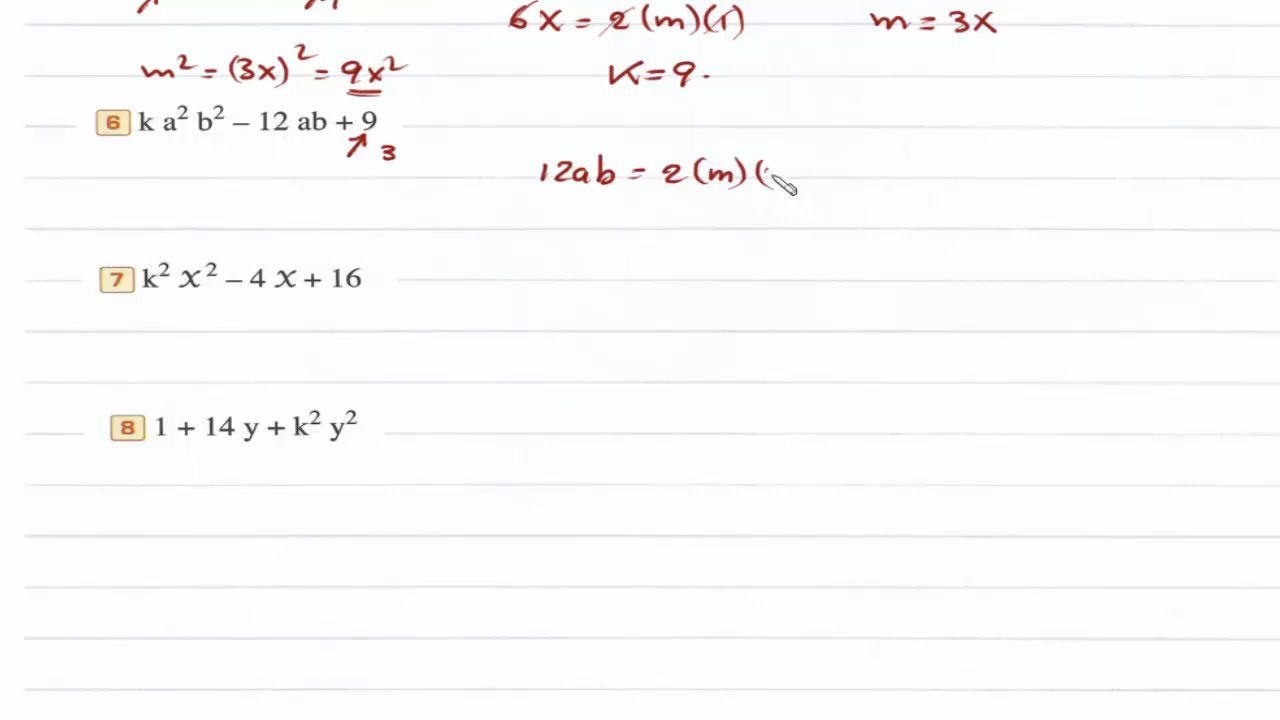 6x = 2(m)(1) m = 3x
m² = (3x)² = 9x² K = 9.
6 k a² b² – 12 ab + 9
3
12ab = 2(m)(
7 k² x² – 4 x + 16
8 1 + 14 y + k² y²